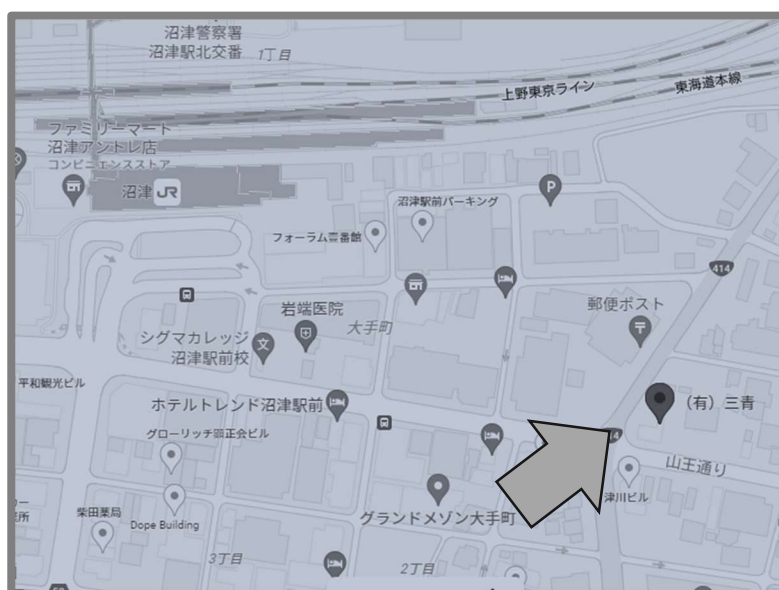 沼津警察署
沼津駅北交番
1丁目
上野東京ライン
東海道本線
ファミリーマート
沼津アントレ店
コンビニエンスストア
沼津
JR
P
沼津駅前パーキング
フォーラム壹番館
414
岩端医院
大手町
郵便ポスト
シグマカレッジ
沼津駅前校
文
平和観光ビル
ホテルトレンド沼津駅前
(有) 三青
グローリッチ顕正会ビル
山王通り
津川ビル
柴田薬局
Dope Building
グランドメゾン大手町
3丁目
2丁目